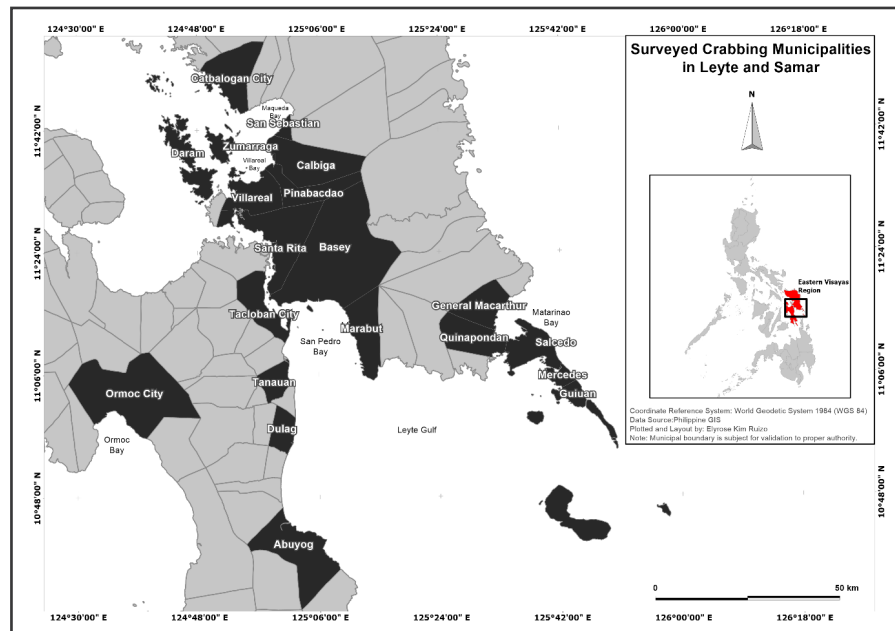 124°30'00" E 124°48'00" E 125°06'00" E 125°24'00" E 125°42'00" E 126°00'00" E 126°18'00" E
Surveyed Crabbing Municipalities
in Leyte and Samar
N
Catbalogan City
Maqueda
Bay
San Sebastian
11°42'00" N
11°42'00" N
Daram
Zumarraga
Villareal
Bay
Calbiga
Villareal
Pinabacdao
Santa Rita
Basey
11°24'00" N
11°24'00" N
Eastern Visayas
Region
Tacloban City
San Pedro
Bay
Marabut
General Macarthur
Matarinao
Bay
Quinapondan
Salcedo
Mercedes
Guiuan
11°06'00" N
11°06'00" N
Tanauan
Ormoc City
Ormoc
Bay
Dulag
Leyte Gulf
Coordinate Reference System: World Geodetic System 1984 (WGS 84)
Data Source:Philippine GIS
Plotted and Layout by: Elyrose Kim Ruizo
Note: Municipal boundary is subject for validation to proper authority.
10°48'00" N
10°48'00" N
Abuyog
0 50 km
124°30'00" E 124°48'00" E 125°06'00" E 125°24'00" E 125°42'00" E 126°00'00" E 126°18'00" E